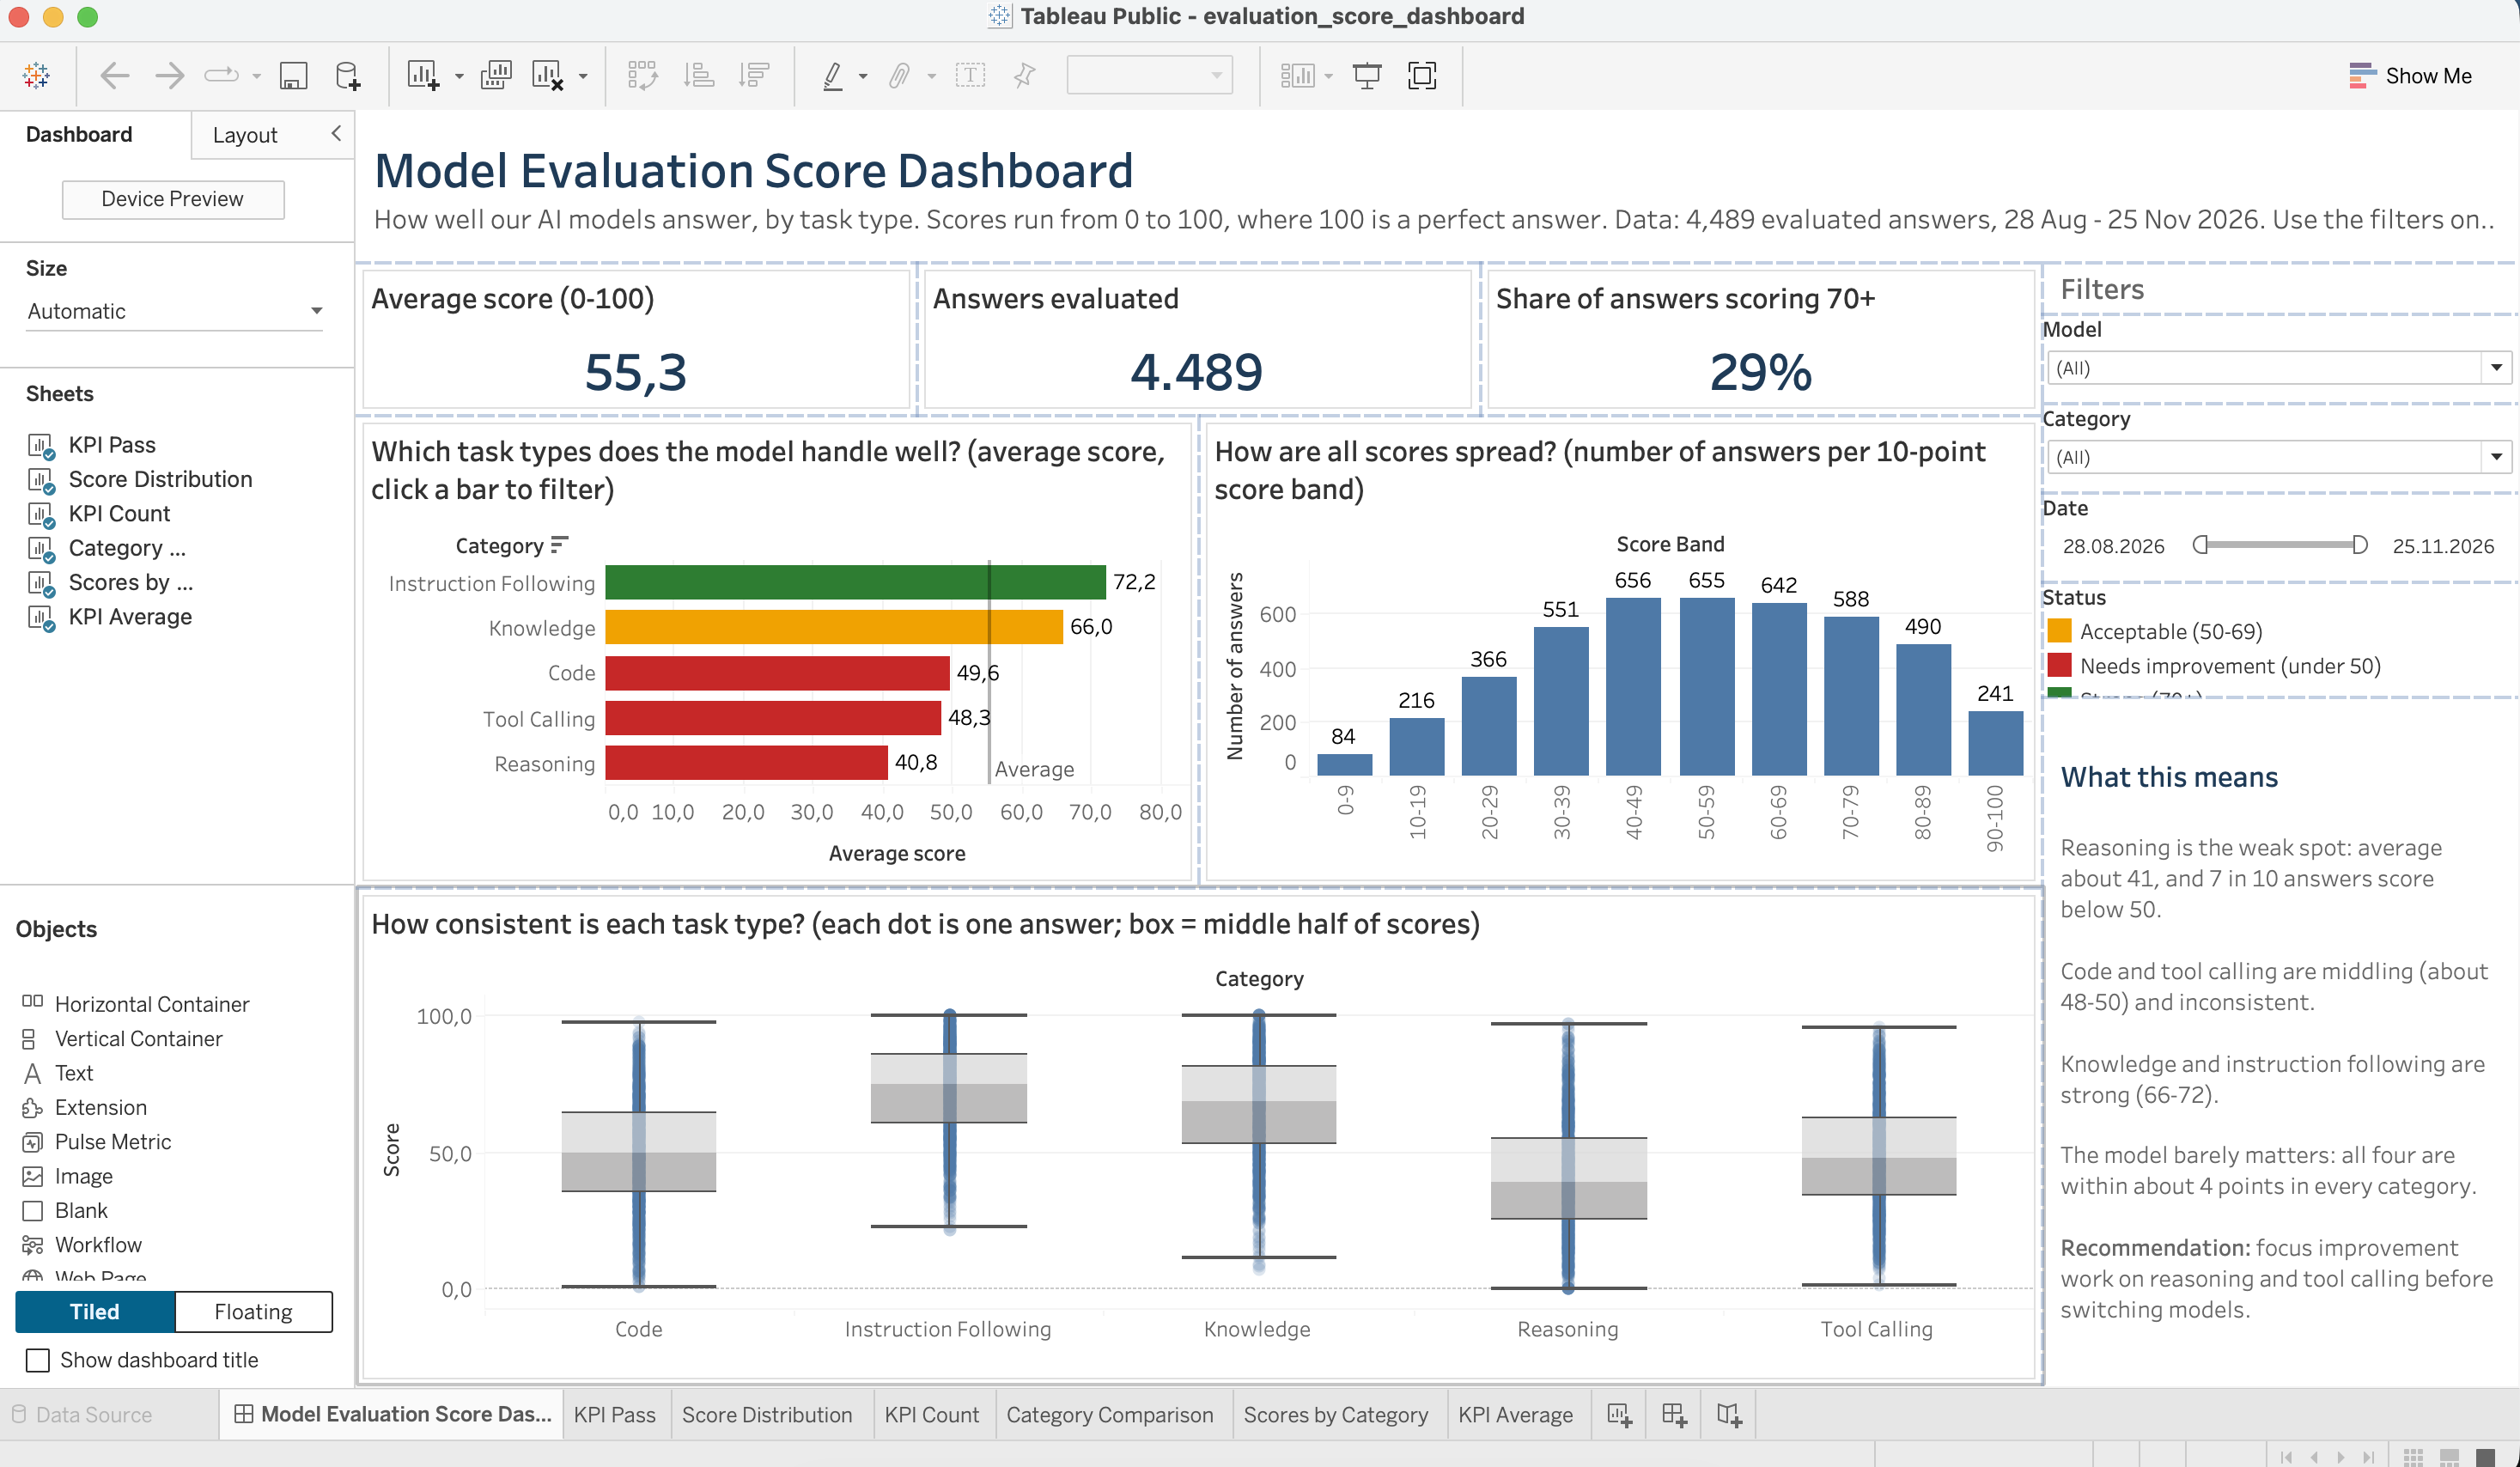 Tableau Public - evaluation_score_dashboard
Show Me
Dashboard
Layout
Device Preview
Size
Automatic
Sheets
KPI Pass
Score Distribution
KPI Count
Category ...
Scores by ...
KPI Average
Objects
Horizontal Container
Vertical Container
Text
Extension
Pulse Metric
Image
Blank
Workflow
Web Page
Tiled
Floating
Show dashboard title
Model Evaluation Score Dashboard
How well our AI models answer, by task type. Scores run from 0 to 100, where 100 is a perfect answer. Data: 4,489 evaluated answers, 28 Aug - 25 Nov 2026. Use the filters on..
Average score (0-100)
55,3
Answers evaluated
4.489
Share of answers scoring 70+
29%
Which task types does the model handle well? (average score,
click a bar to filter)
Category
Instruction Following
72,2
Knowledge
66,0
Code
49,6
Tool Calling
48,3
Reasoning
40,8
Average
0,0 10,0 20,0 30,0 40,0 50,0 60,0 70,0 80,0
Average score
How are all scores spread? (number of answers per 10-point
score band)
Score Band
Number of answers
600
400
200
0
84
216
366
551
656
655
642
588
490
241
0-9
10-19
20-29
30-39
40-49
50-59
60-69
70-79
80-89
90-100
How consistent is each task type? (each dot is one answer; box = middle half of scores)
Category
Score
100,0
50,0
0,0
Code
Instruction Following
Knowledge
Reasoning
Tool Calling
Filters
Model
(All)
Category
(All)
Date
28.08.2026
25.11.2026
Status
Acceptable (50-69)
Needs improvement (under 50)
What this means
Reasoning is the weak spot: average
about 41, and 7 in 10 answers score
below 50.
Code and tool calling are middling (about
48-50) and inconsistent.
Knowledge and instruction following are
strong (66-72).
The model barely matters: all four are
within about 4 points in every category.
Recommendation: focus improvement
work on reasoning and tool calling before
switching models.
Data Source
Model Evaluation Score Das...
KPI Pass
Score Distribution
KPI Count
Category Comparison
Scores by Category
KPI Average